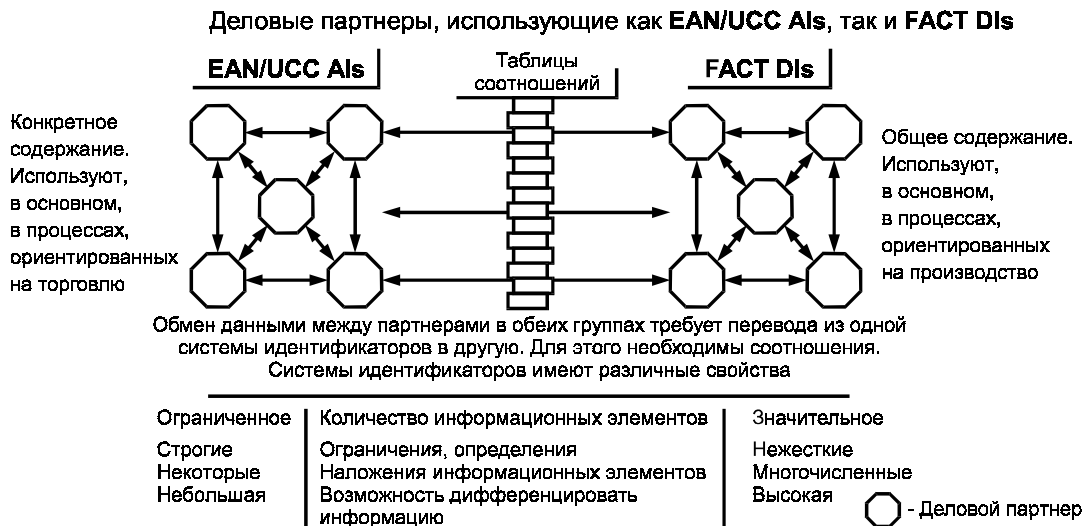 Деловые партнеры, использующие как EAN/UCC AIs, так и FACT DIs
EAN/UCC AIs
Таблицы
соотношений
FACT DIs
Конкретное
содержание.
Используют,
в основном,
в процессах,
ориентированных
на торговлю
Общее содержание.
Используют,
в основном,
в процессах,
ориентированных
на производство
Обмен данными между партнерами в обеих группах требует перевода из одной
системы идентификаторов в другую. Для этого необходимы соотношения.
Системы идентификаторов имеют различные свойства
Ограниченное Количество информационных элементов Значительное
Строгие Ограничения, определения Нежесткие
Некоторые Наложения информационных элементов Многочисленные
Небольшая Возможность дифференцировать Высокая
информацию
- Деловой партнер